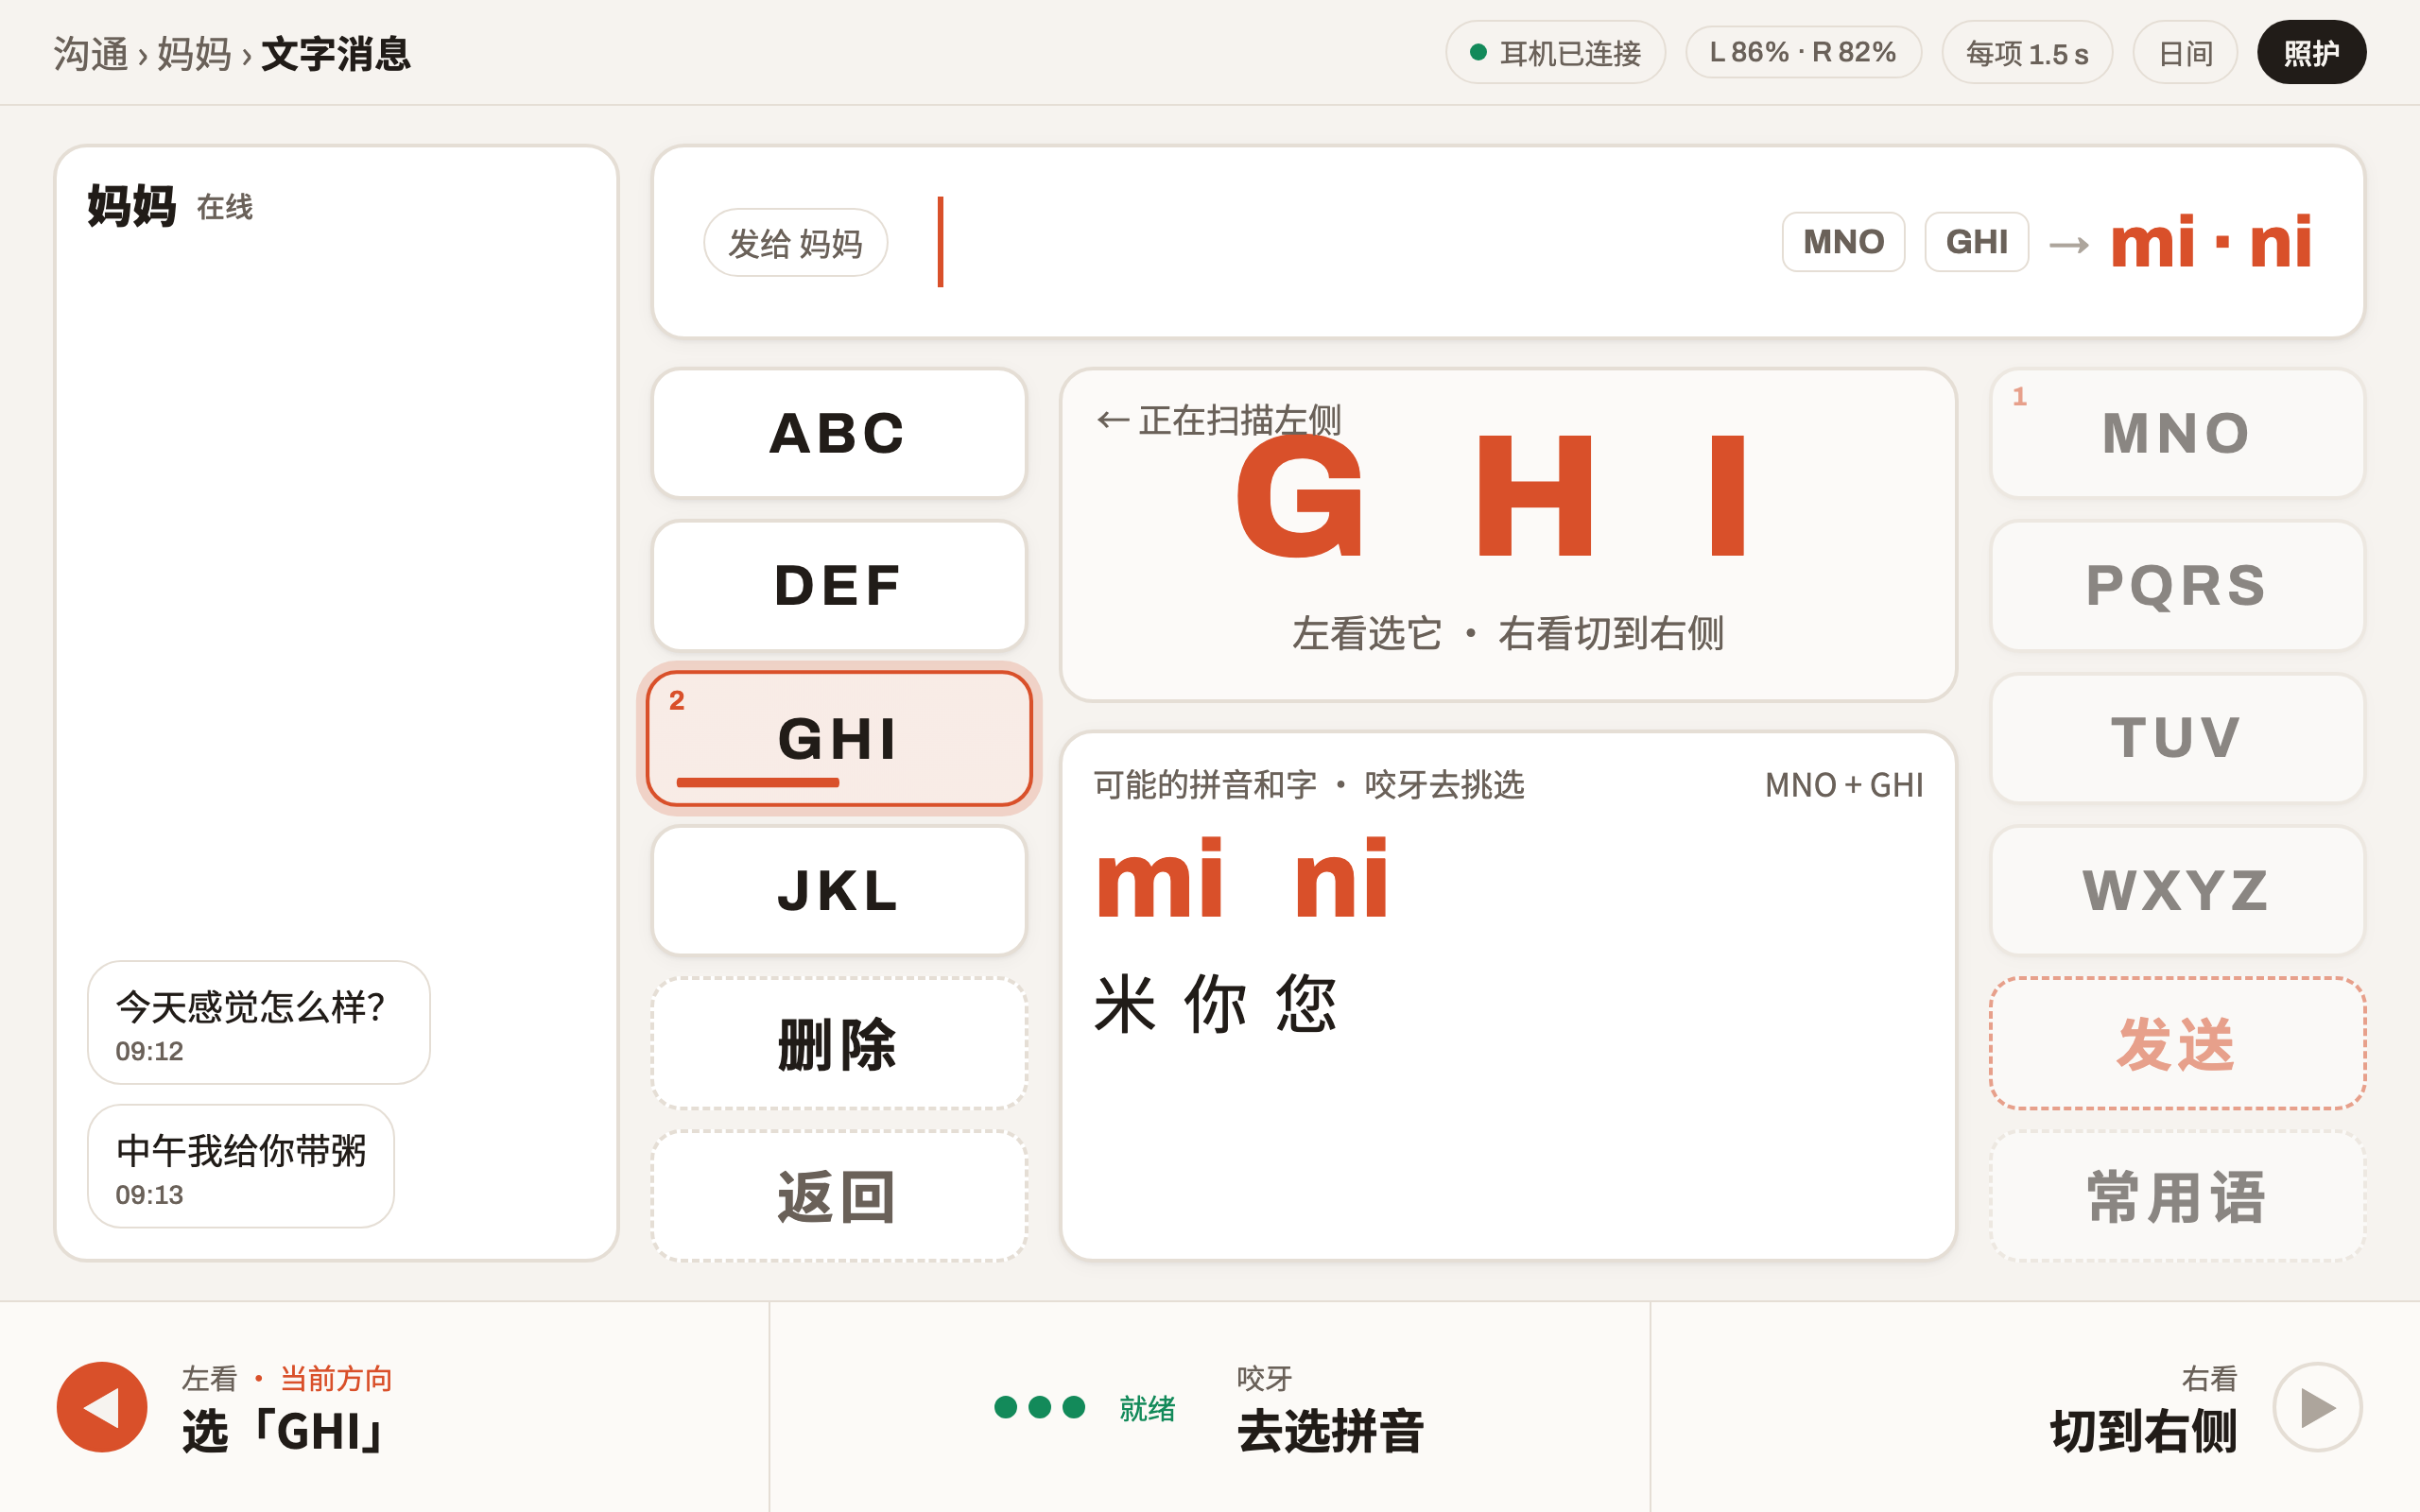 沟通 › 妈妈 › 文字消息
耳机已连接
L 86% · R 82%
每项 1.5 s
日间
照护
妈妈 在线
今天感觉怎么样?
09:12
中午我给你带粥
09:13
发给 妈妈
MNO GHI → mi · ni
ABC
DEF
2
GHI
JKL
删除
返回
← 正在扫描左侧
G H I
左看选它 · 右看切到右侧
可能的拼音和字 · 咬牙去挑选
MNO + GHI
mi ni
米 你 您
1
MNO
PQRS
TUV
WXYZ
发送
常用语
左看 · 当前方向
选「GHI」
就绪
咬牙
去选拼音
右看
切到右侧